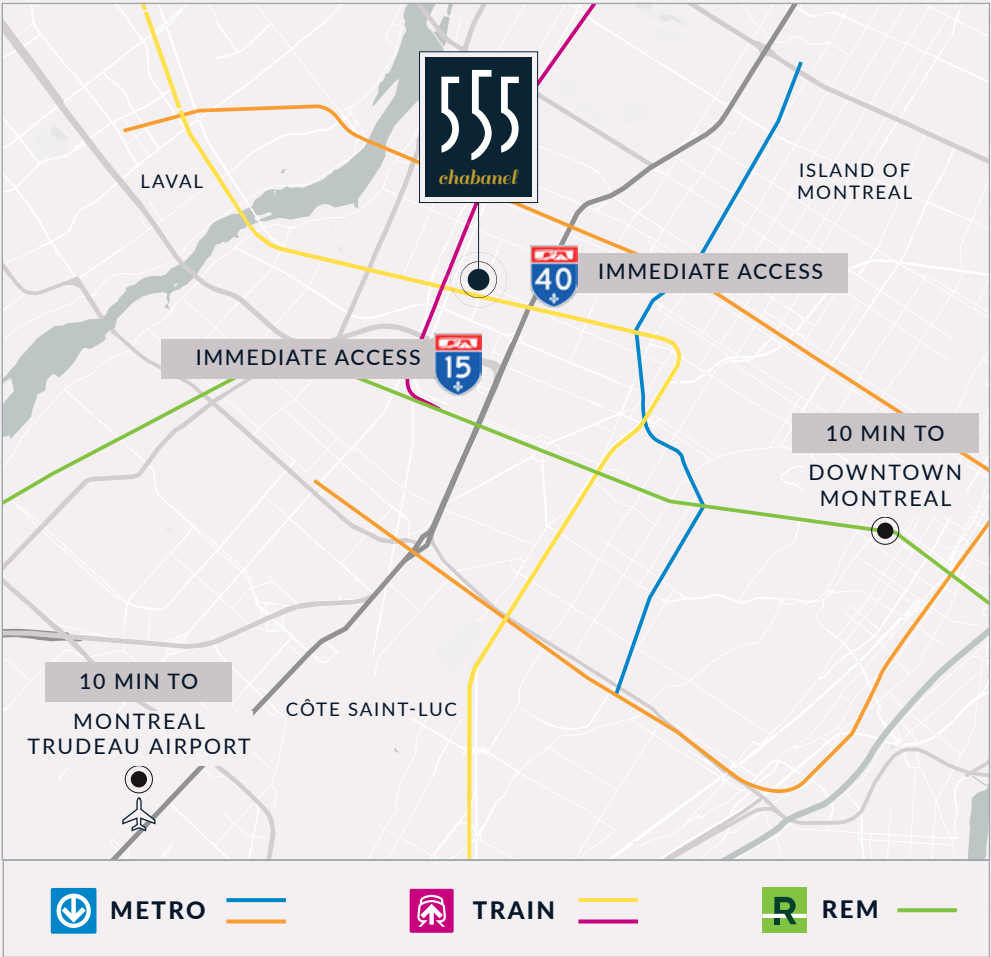 555
chabanel
LAVAL
ISLAND OF
MONTREAL
40
IMMEDIATE ACCESS
IMMEDIATE ACCESS
15
10 MIN TO
DOWNTOWN
MONTREAL
10 MIN TO
MONTREAL
TRUDEAU AIRPORT
CÔTE SAINT-LUC
METRO
TRAIN
R
REM